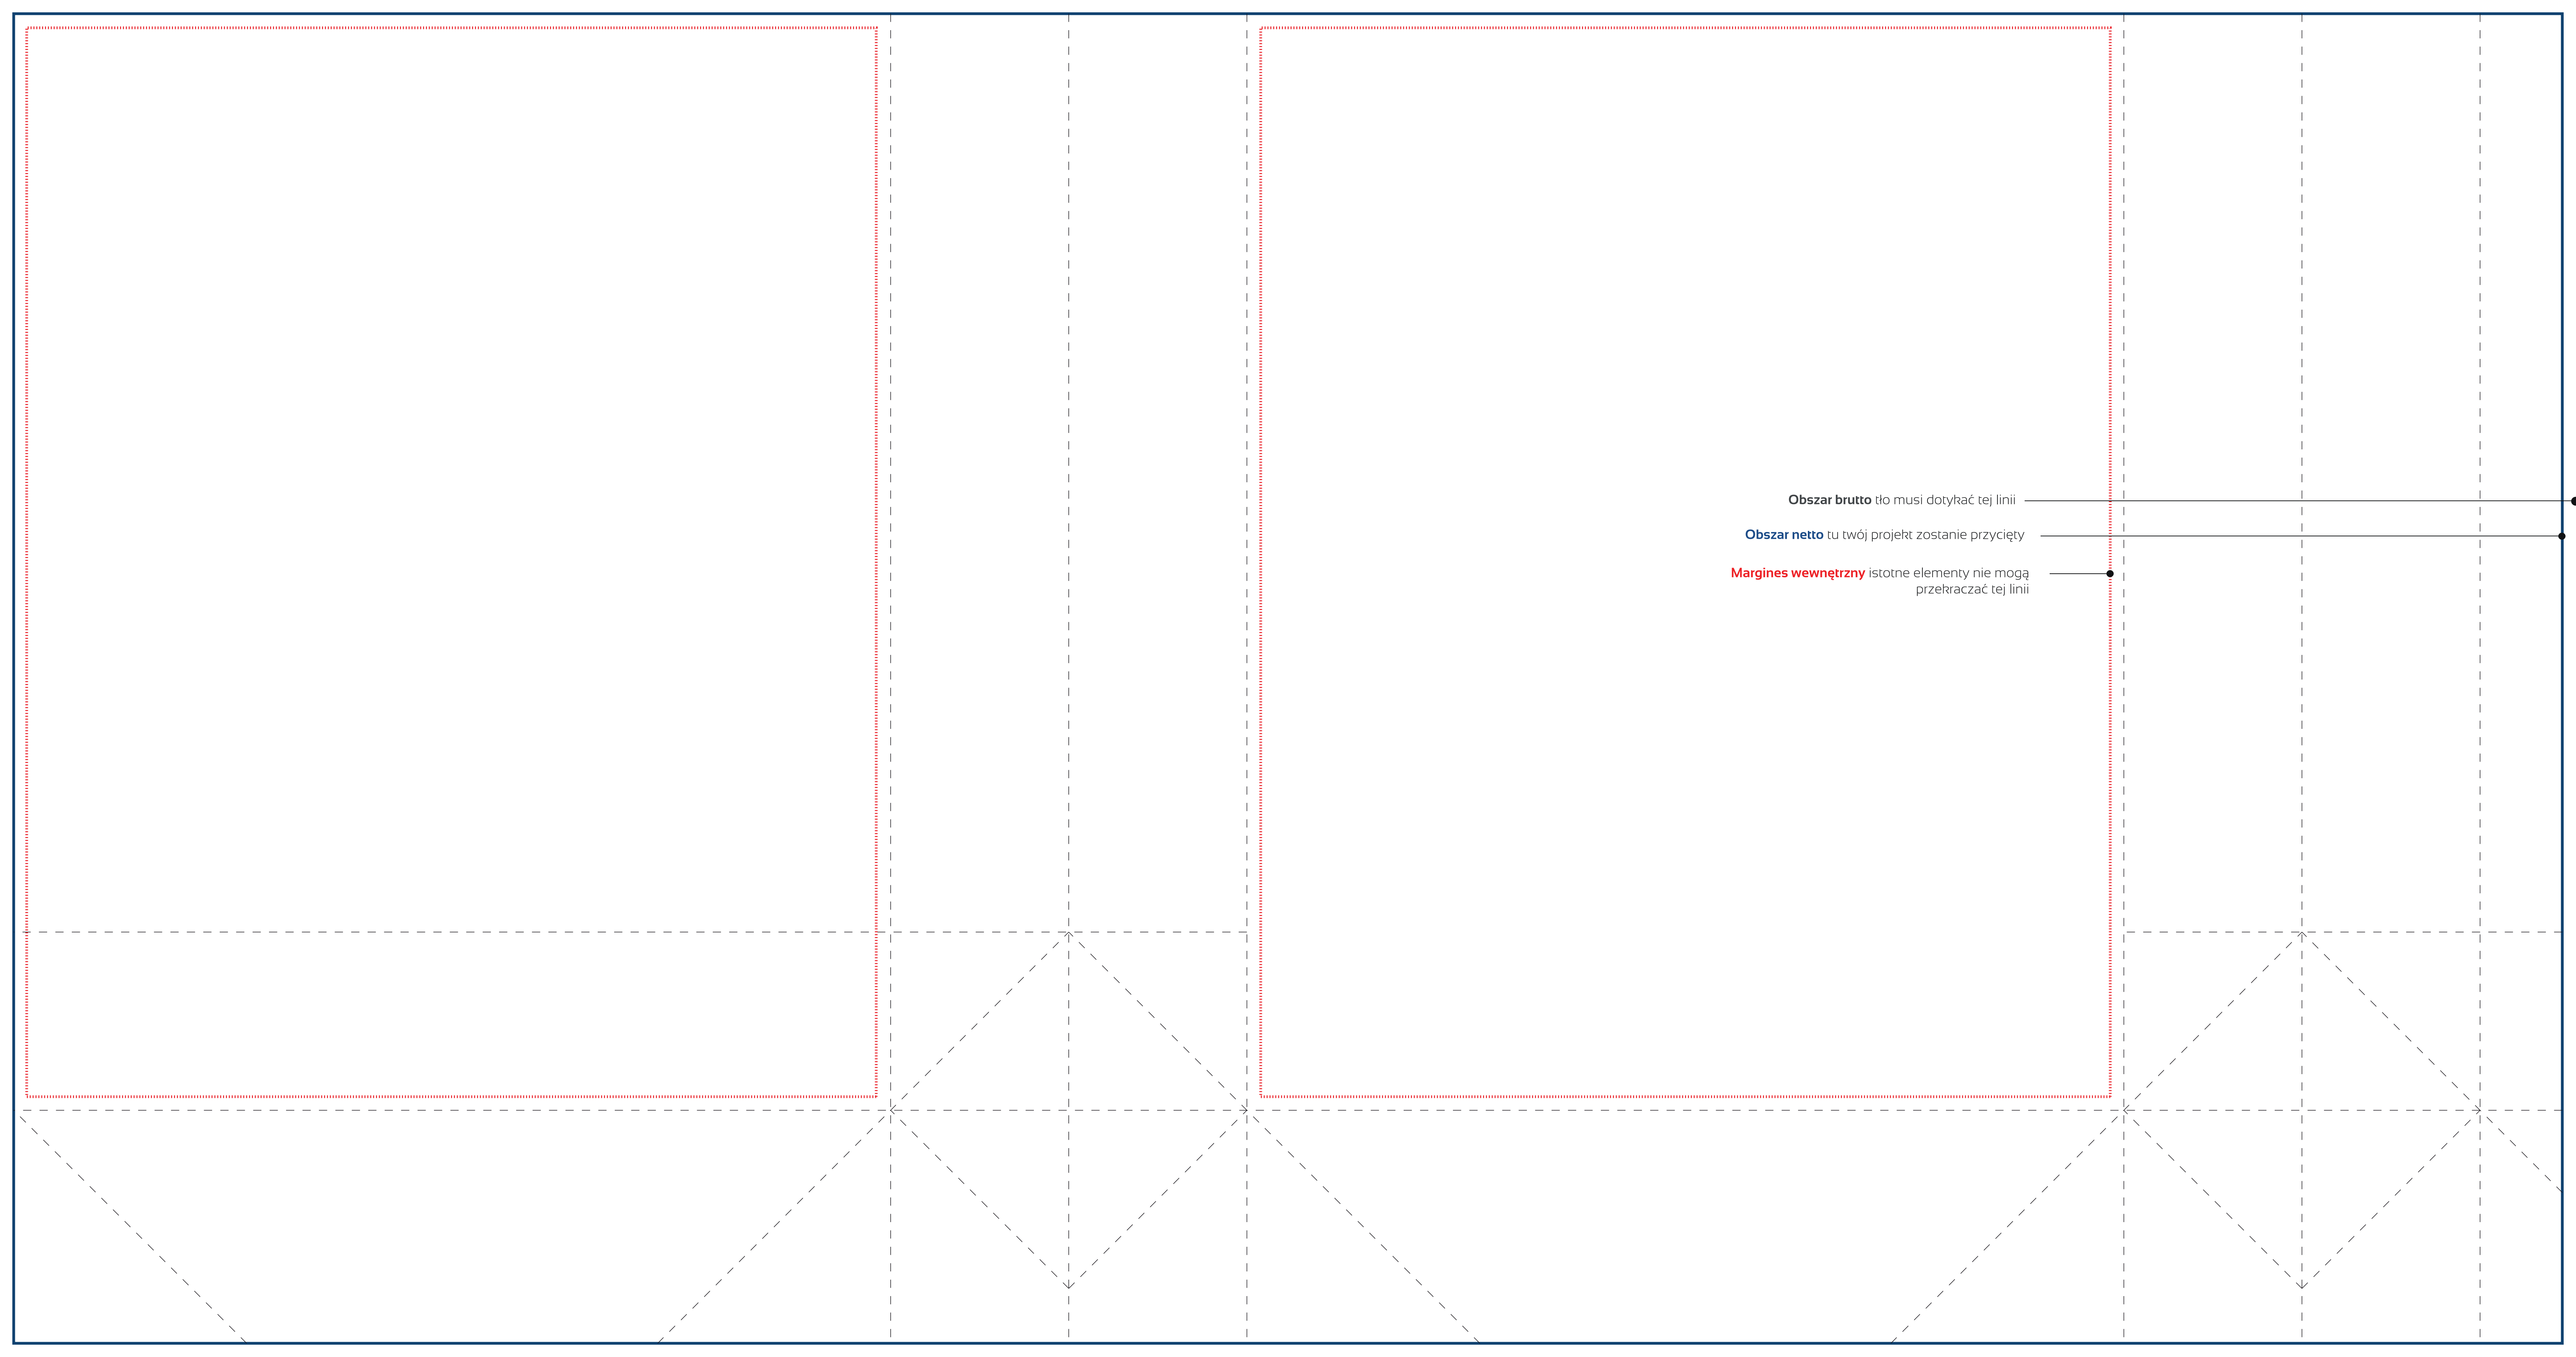 Obszar brutto tło musi dotykać tej linii
Obszar netto tu twój projekt zostanie przycięty
Margines wewnętrzny istotne elementy nie mogą
przekraczać tej linii